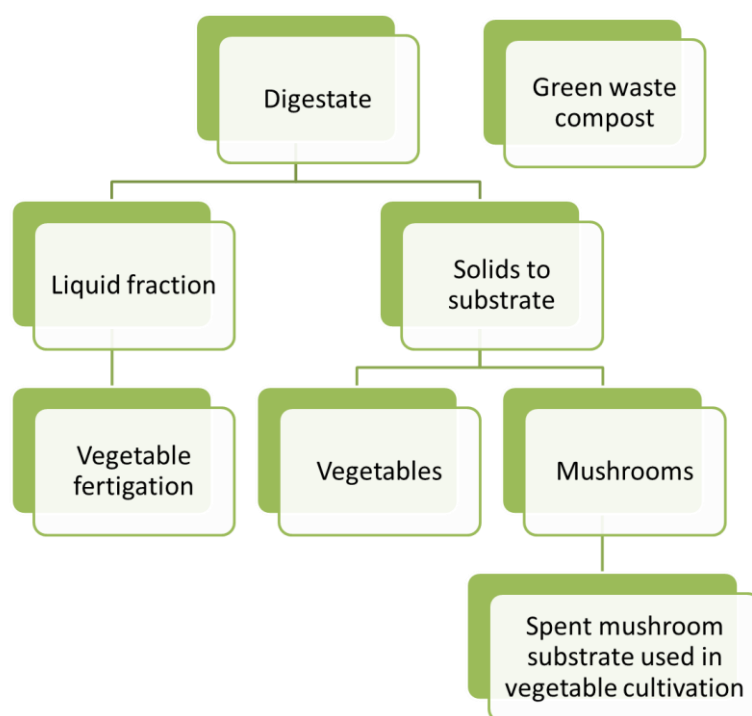 Digestate
Green waste
compost
Liquid fraction
Solids to
substrate
Vegetable
fertigation
Vegetables
Mushrooms
Spent mushroom
substrate used in
vegetable cultivation